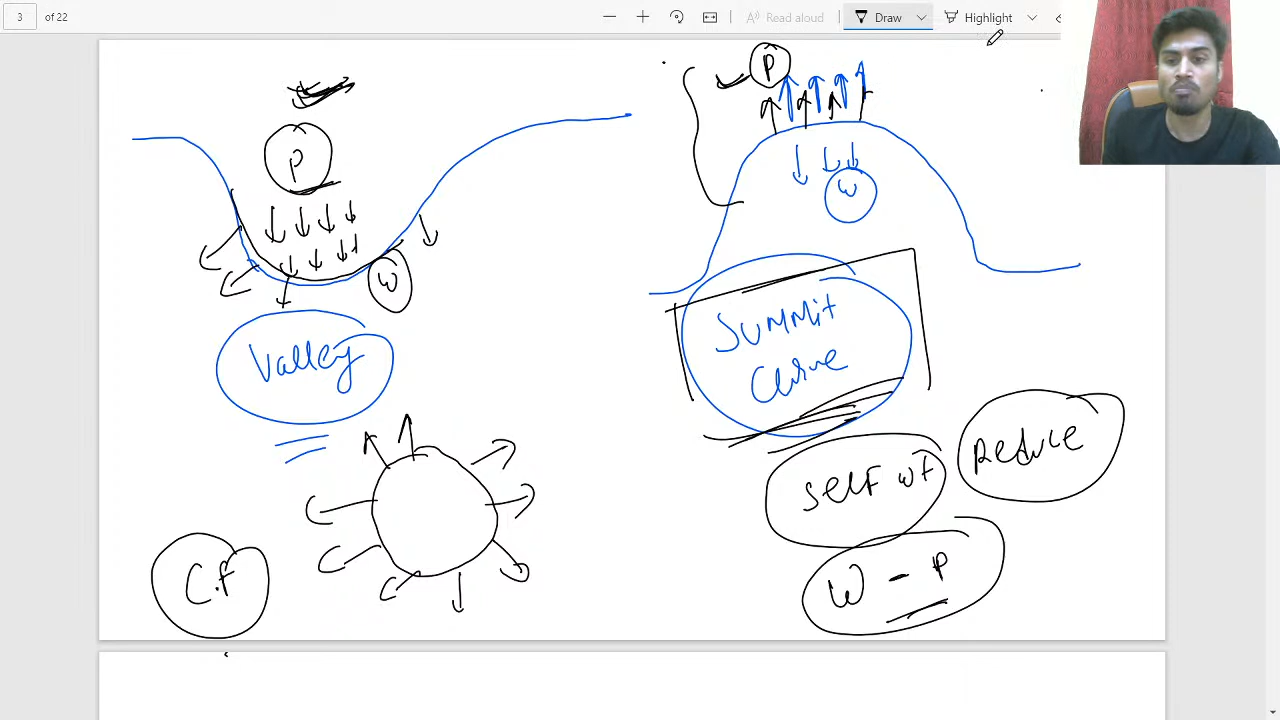 3 of 22
Read aloud
Draw
Highlight
P
W
Valley
C.f
P
W
Summit
Curve
Self wt
Reduce
W - P